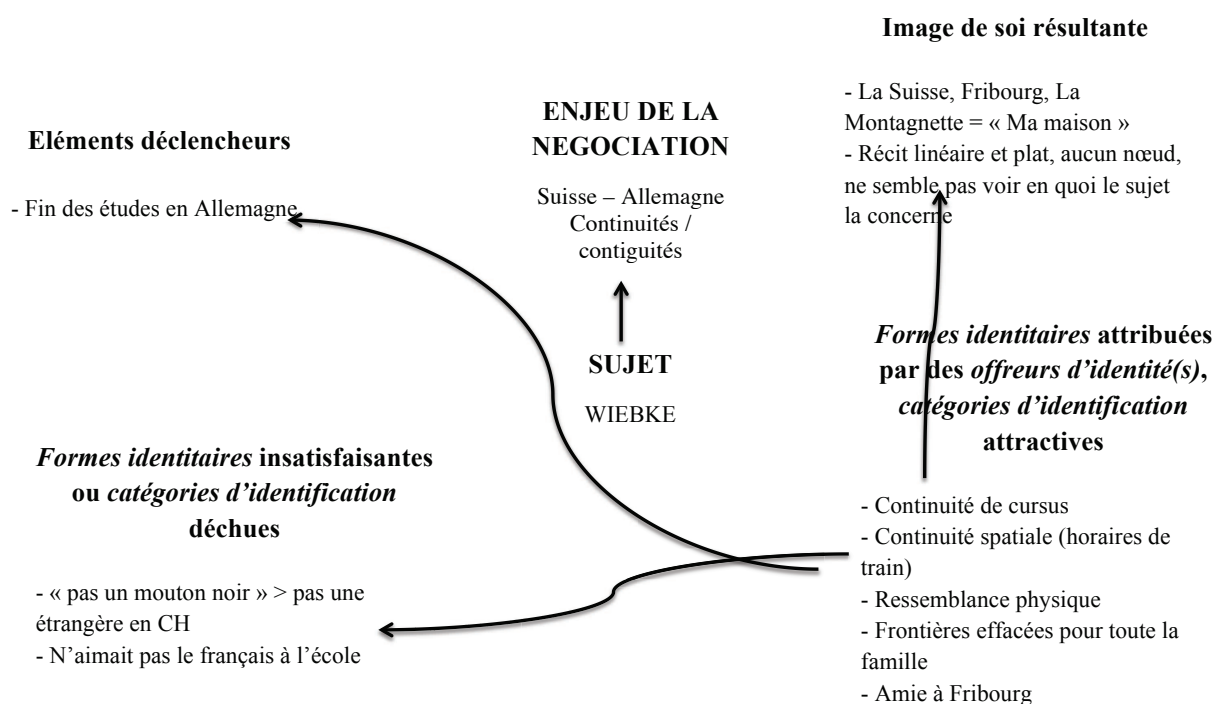 Image de soi résultante
- La Suisse, Fribourg, La
Montagnette = « Ma maison »
- Récit linéaire et plat, aucun nœud,
ne semble pas voir en quoi le sujet
la concerne
ENJEU DE LA
NEGOCIATION
Suisse – Allemagne
Continuités /
contiguités
Eléments déclencheurs
- Fin des études en Allemagne
SUJET
WIEBKE
Formes identitaires attribuées
par des offreurs d’identité(s),
catégories d’identification
attractives
- Continuité de cursus
- Continuité spatiale (horaires de
train)
- Ressemblance physique
- Frontières effacées pour toute la
famille
- Amie à Fribourg
Formes identitaires insatisfaisantes
ou catégories d’identification
déchues
- « pas un mouton noir » > pas une
étrangère en CH
- N’aimait pas le français à l’école